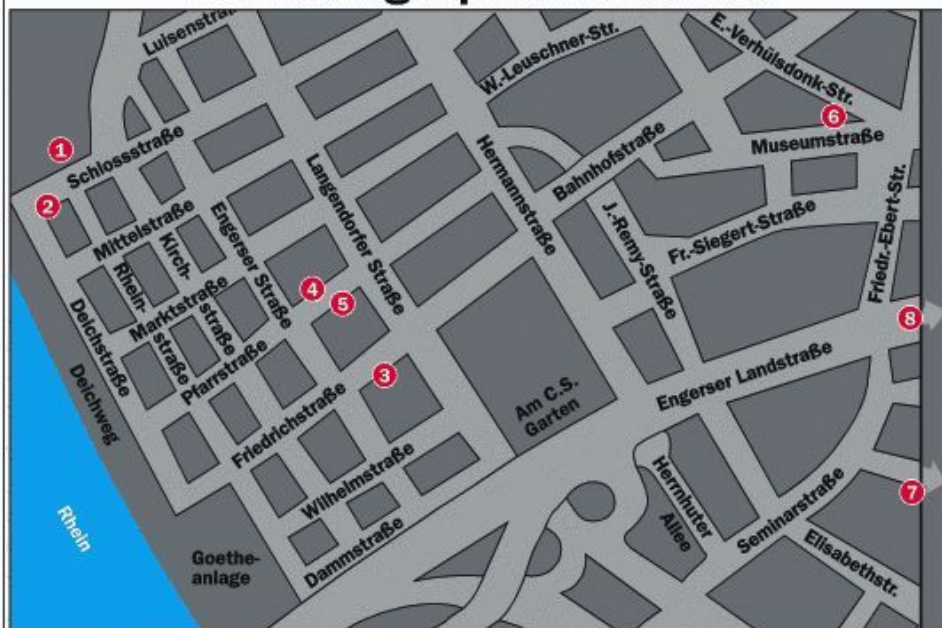 Luisenstraße
W.-Leuschner-Str.
E.-Verhülsdonk-Str.
6
Museumstraße
1
Schlossstraße
2
Mittelstraße
Kirch-
straße
Rhein-
straße
Marktstraße
Engerser Straße
Langendorfer Straße
Hermannstraße
Bahnhofstraße
J.-Remy-Straße
Fr.-Siegert-Straße
Friedr.-Ebert-Str.
4
5
3
8
Deichstraße
Deichweg
Pfarrstraße
Friedrichstraße
Wilhelmstraße
Dammstraße
Am C.S.
Garten
Engerser Landstraße
Herrnhuter
Allee
Seminarstraße
7
Elisabethstr.
Rhein
Goethe-
anlage